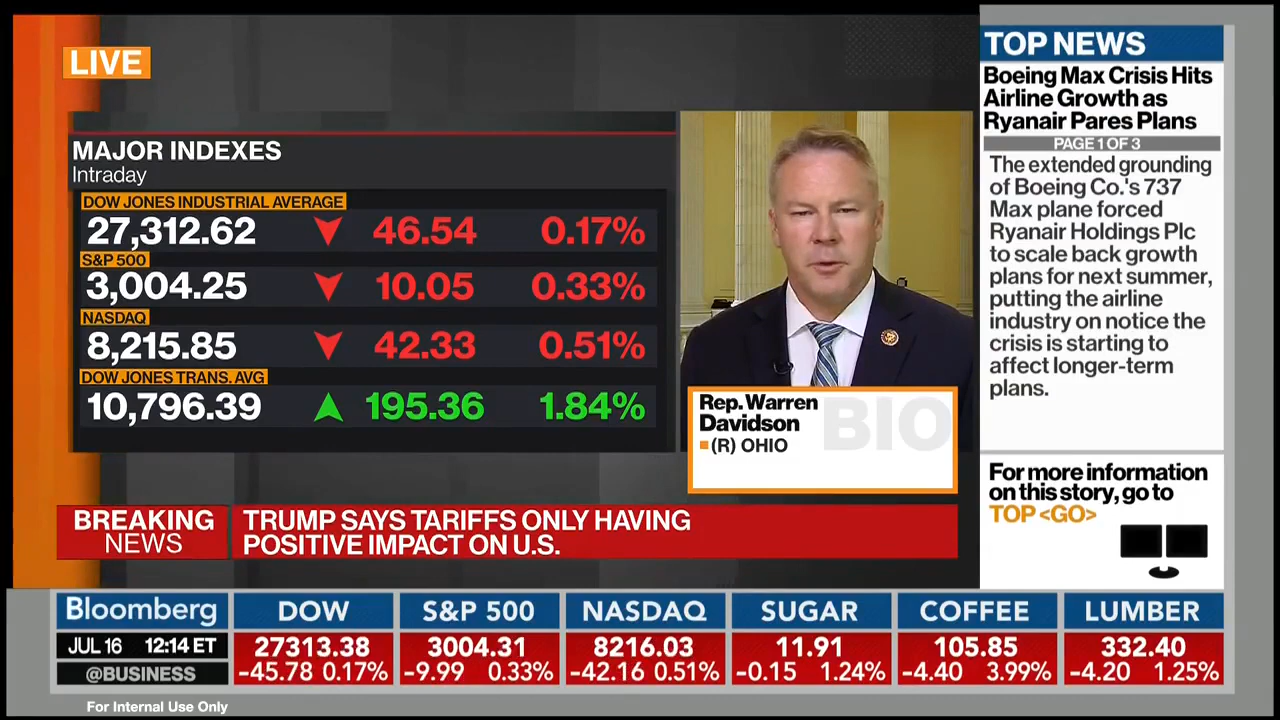 LIVE
MAJOR INDEXES
Intraday
DOW JONES INDUSTRIAL AVERAGE
27,312.62 46.54 0.17%
S&P 500
3,004.25 10.05 0.33%
NASDAQ
8,215.85 42.33 0.51%
DOW JONES TRANS. AVG
10,796.39 195.36 1.84%
BIO
Rep. Warren
Davidson
(R) OHIO
BREAKING
NEWS
TRUMP SAYS TARIFFS ONLY HAVING
POSITIVE IMPACT ON U.S.
TOP NEWS
Boeing Max Crisis Hits
Airline Growth as
Ryanair Pares Plans
PAGE 1 OF 3
The extended grounding
of Boeing Co.'s 737
Max plane forced
Ryanair Holdings Plc
to scale back growth
plans for next summer,
putting the airline
industry on notice the
crisis is starting to
affect longer-term
plans.
For more information
on this story, go to
TOP <GO>
Bloomberg DOW S&P 500 NASDAQ SUGAR COFFEE LUMBER
JUL 16 12:14 ET 27313.38 3004.31 8216.03 11.91 105.85 332.40
@BUSINESS -45.78 0.17% -9.99 0.33% -42.16 0.51% -0.15 1.24% -4.40 3.99% -4.20 1.25%
For Internal Use Only